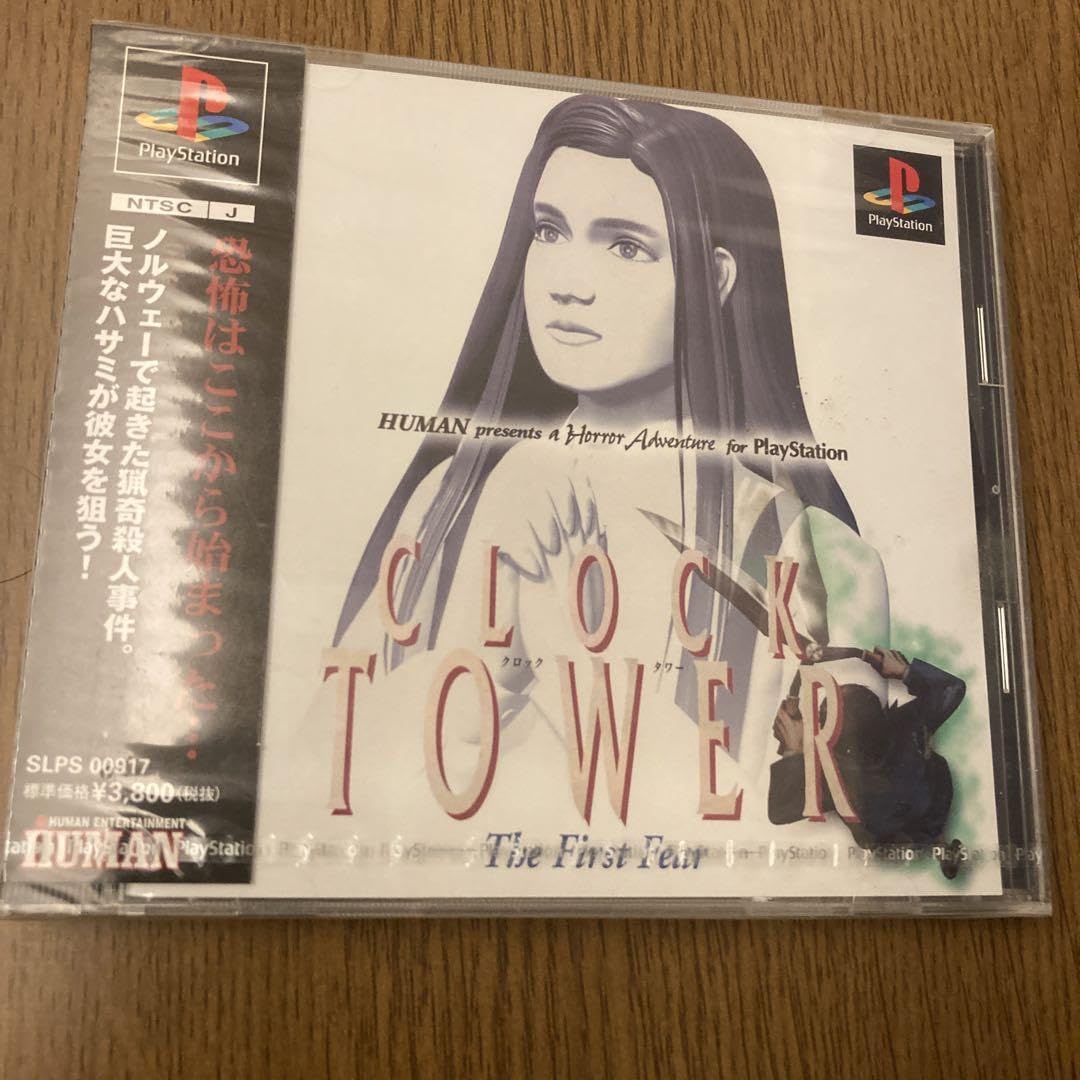 PlayStation
NTSC J
恐怖はここから始まった…
ノルウェーで起きた猟奇殺人事件。
巨大なハサミが彼女を狙う!
SLPS 00917
標準価格¥3,800(税抜)
HUMAN ENTERTAINMENT
HUMAN
PlayStation
HUMAN presents a Horror Adventure for PlayStation
CLOCK
クロック タワー
TOWER
The First Fear
PlayStation PlayStation PlayStation